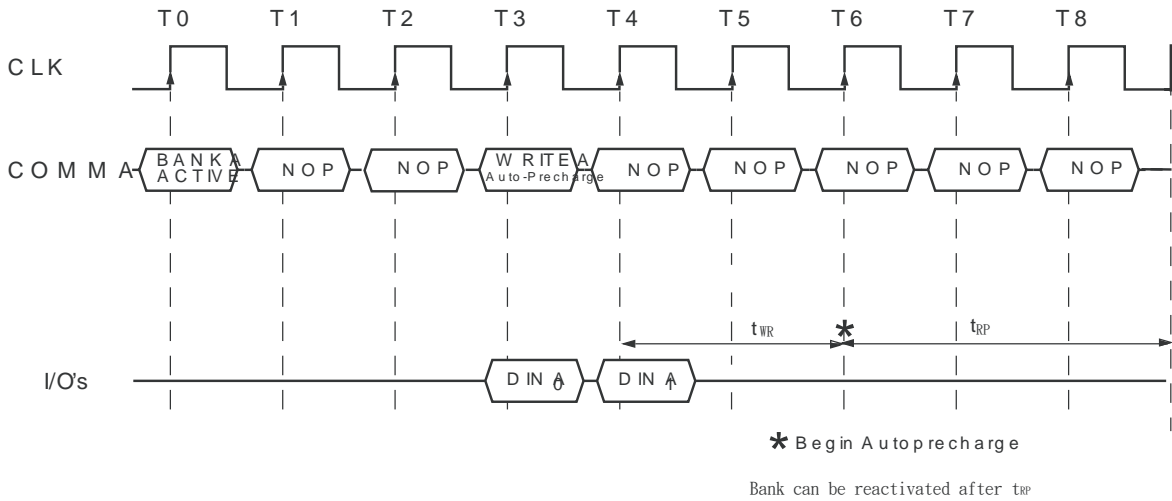 T0 T1 T2 T3 T4 T5 T6 T7 T8
CLK
COMMA
BANKA ACTIVE
NOP
NOP
WRITE A
Auto-Precharge
NOP
NOP
NOP
NOP
NOP
tWR
*
tRP
I/O's
DIN A0
DIN A1
* Begin Autoprecharge
Bank can be reactivated after tRP